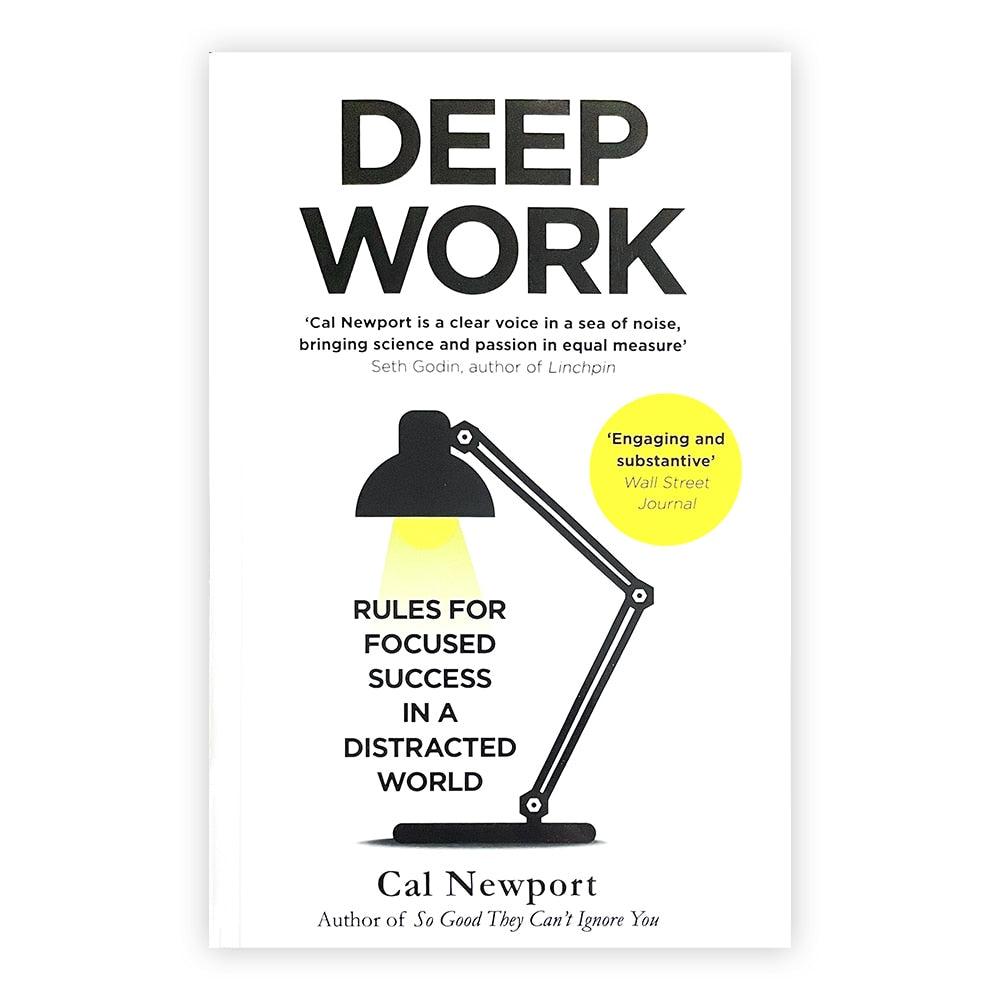 DEEP
WORK
‘Cal Newport is a clear voice in a sea of noise,
bringing science and passion in equal measure’
Seth Godin, author of Linchpin
‘Engaging and
substantive’
Wall Street
Journal
RULES FOR
FOCUSED
SUCCESS
IN A
DISTRACTED
WORLD
Cal Newport
Author of So Good They Can’t Ignore You